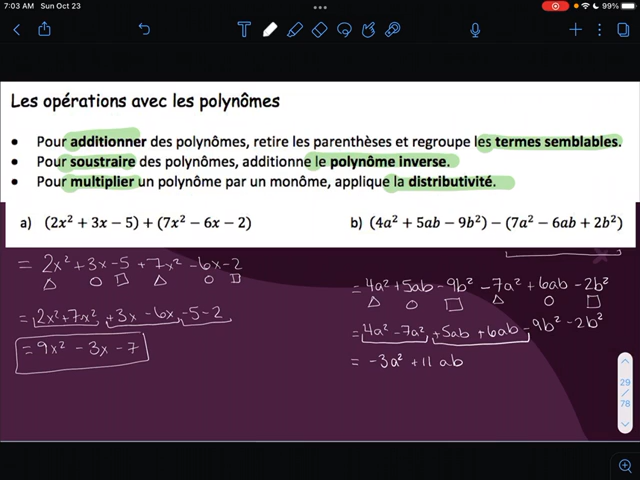 7:03 AM Sun Oct 23
99%
Les opérations avec les polynômes
• Pour additionner des polynômes, retire les parenthèses et regroupe les termes semblables.
• Pour soustraire des polynômes, additionne le polynôme inverse.
• Pour multiplier un polynôme par un monôme, applique la distributivité.
a) (2x² + 3x − 5) + (7x² − 6x − 2)
b) (4a² + 5ab − 9b²) − (7a² − 6ab + 2b²)
= 2x² + 3x − 5 + 7x² − 6x − 2
= 2x² + 7x² + 3x − 6x − 5 − 2
= 9x² − 3x − 7
= 4a² + 5ab − 9b² − 7a² + 6ab − 2b²
= 4a² − 7a² + 5ab + 6ab − 9b² − 2b²
= −3a² + 11 ab
29
/
78